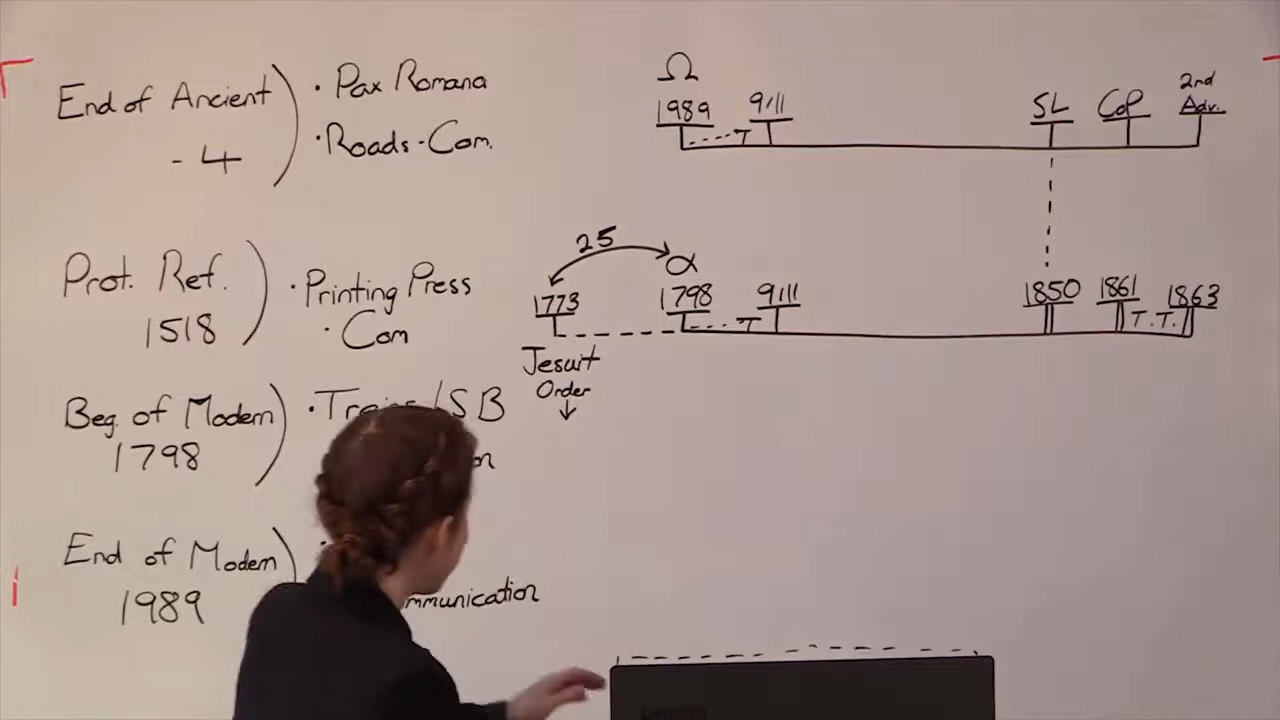 End of Ancient
- 4
· Pax Romana
· Roads - Com.
Prot. Ref.
1518
· Printing Press
· Com
Beg. of Modern
1798
SB
End of Modern
1989
Ω
1989
9/11
T
SL
CoP
2nd
Adv.
25
α
1773
1798
9/11
T
1850
1861
T.T.
1863
Jesuit
Order